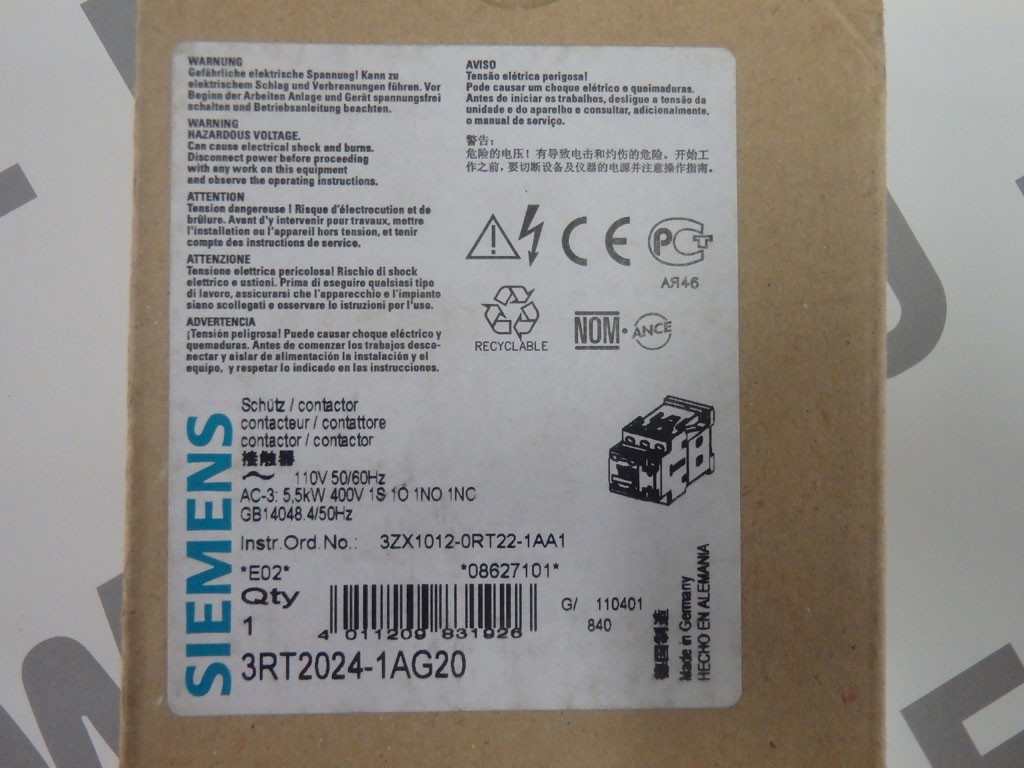 WARNUNG
Gefährliche elektrische Spannung! Kann zu
elektrischem Schlag und Verbrennungen führen. Vor
Beginn der Arbeiten Anlage und Gerät spannungsfrei
schalten und Betriebsanleitung beachten.
WARNING
HAZARDOUS VOLTAGE.
Can cause electrical shock and burns.
Disconnect power before proceeding
with any work on this equipment
and observe the operating instructions.
ATTENTION
Tension dangereuse ! Risque d'électrocution et de
brûlure. Avant d'y intervenir pour travaux, mettre
l'installation ou l'appareil hors tension, et tenir
compte des instructions de service.
ATTENZIONE
Tensione elettrica pericolosa! Rischio di shock
elettrico e ustioni. Prima di eseguire qualsiasi tipo
di lavoro, assicurarsi che l'apparecchio e l'impianto
siano scollegati e osservare lo istruzioni per l'uso.
ADVERTENCIA
¡Tensión peligrosa! Puede causar choque eléctrico y
quemaduras. Antes de comenzar los trabajos desco-
nectar y aislar de alimentación la instalación y el
equipo, y respetar lo indicado en las instrucciones.
AVISO
Tensão elétrica perigosa!
Pode causar um choque elétrico e queimaduras.
Antes de iniciar os trabalhos, desligue a tensão da
unidade e do aparelho e consultar, adicionalmente,
o manual de serviço.
警告:
危险的电压! 有导致电击和灼伤的危险。开始工
作之前, 要切断设备及仪器的电源并注意操作指南。
CE
PCT
АЯ46
RECYCLABLE
NOM · ANCE
SIEMENS
Schütz / contactor
contacteur / contattore
contactor / contactor
接触器
~ 110V 50/60Hz
AC-3: 5,5kW 400V 1S 1Ö 1NO 1NC
GB14048.4/50Hz
Instr.Ord.No.: 3ZX1012-0RT22-1AA1
*E02* *08627101*
Qty
1
4 011209 831926
G/ 110401
840
3RT2024-1AG20
德国制造
Made in Germany
HECHO EN ALEMANIA